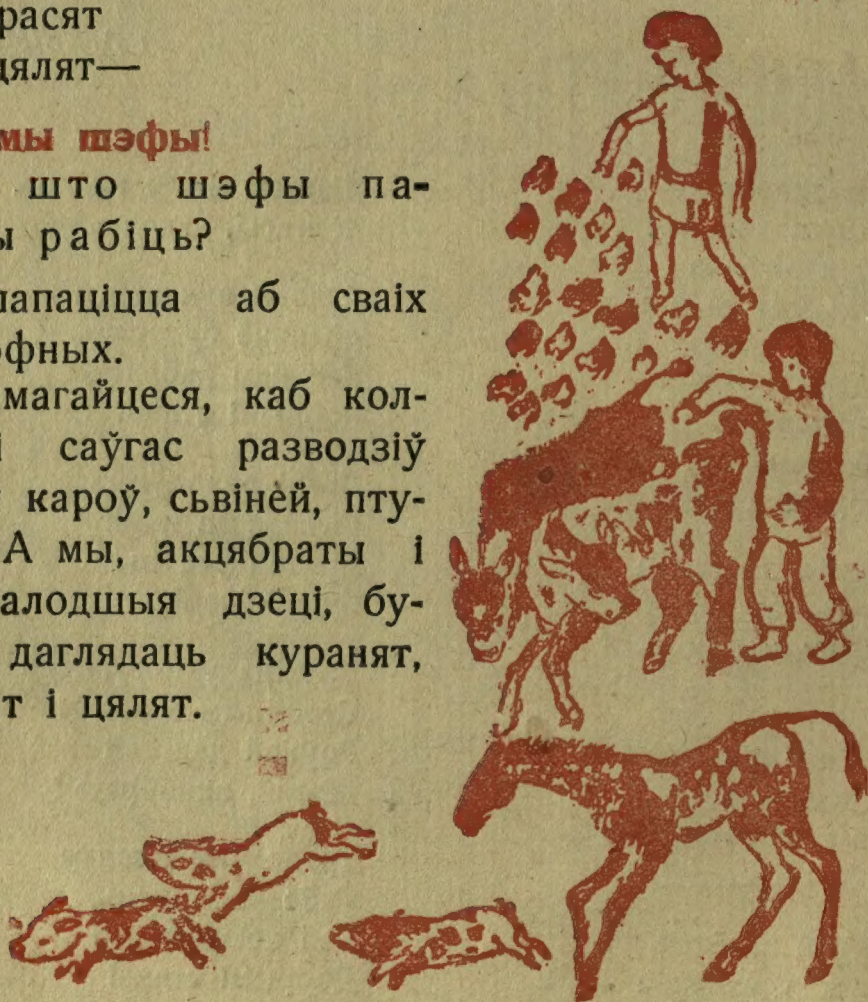 расят
цялят—
мы шэфы!
што шэфы па-
ы рабіць?
лапаціцца аб сваіх
фных.
магайцеся, каб кол-
і саўгас разводзіў
кароў, сьвіней, пту-
А мы, акцябраты і
алодшыя дзеці, бу-
даглядаць куранят,
т і цялят.